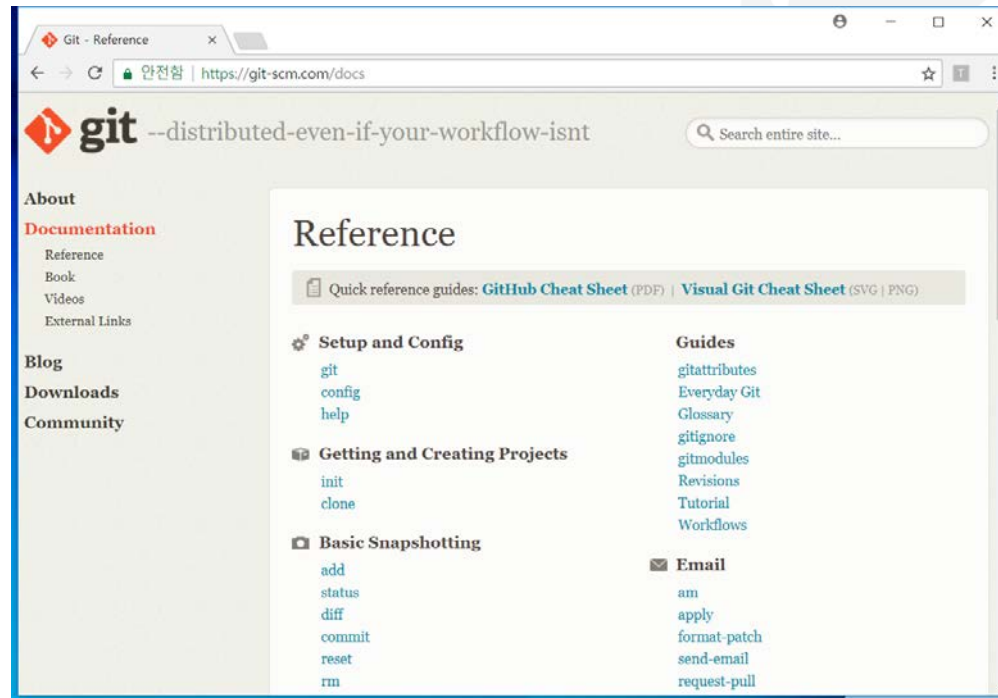 Git - Reference
안전함 | https://git-scm.com/docs
git --distributed-even-if-your-workflow-isnt
Search entire site...
About
Documentation
Reference
Book
Videos
External Links
Blog
Downloads
Community
Reference
Quick reference guides: GitHub Cheat Sheet (PDF) | Visual Git Cheat Sheet (SVG | PNG)
Setup and Config
git
config
help
Getting and Creating Projects
init
clone
Basic Snapshotting
add
status
diff
commit
reset
rm
Guides
gitattributes
Everyday Git
Glossary
gitignore
gitmodules
Revisions
Tutorial
Workflows
Email
am
apply
format-patch
send-email
request-pull